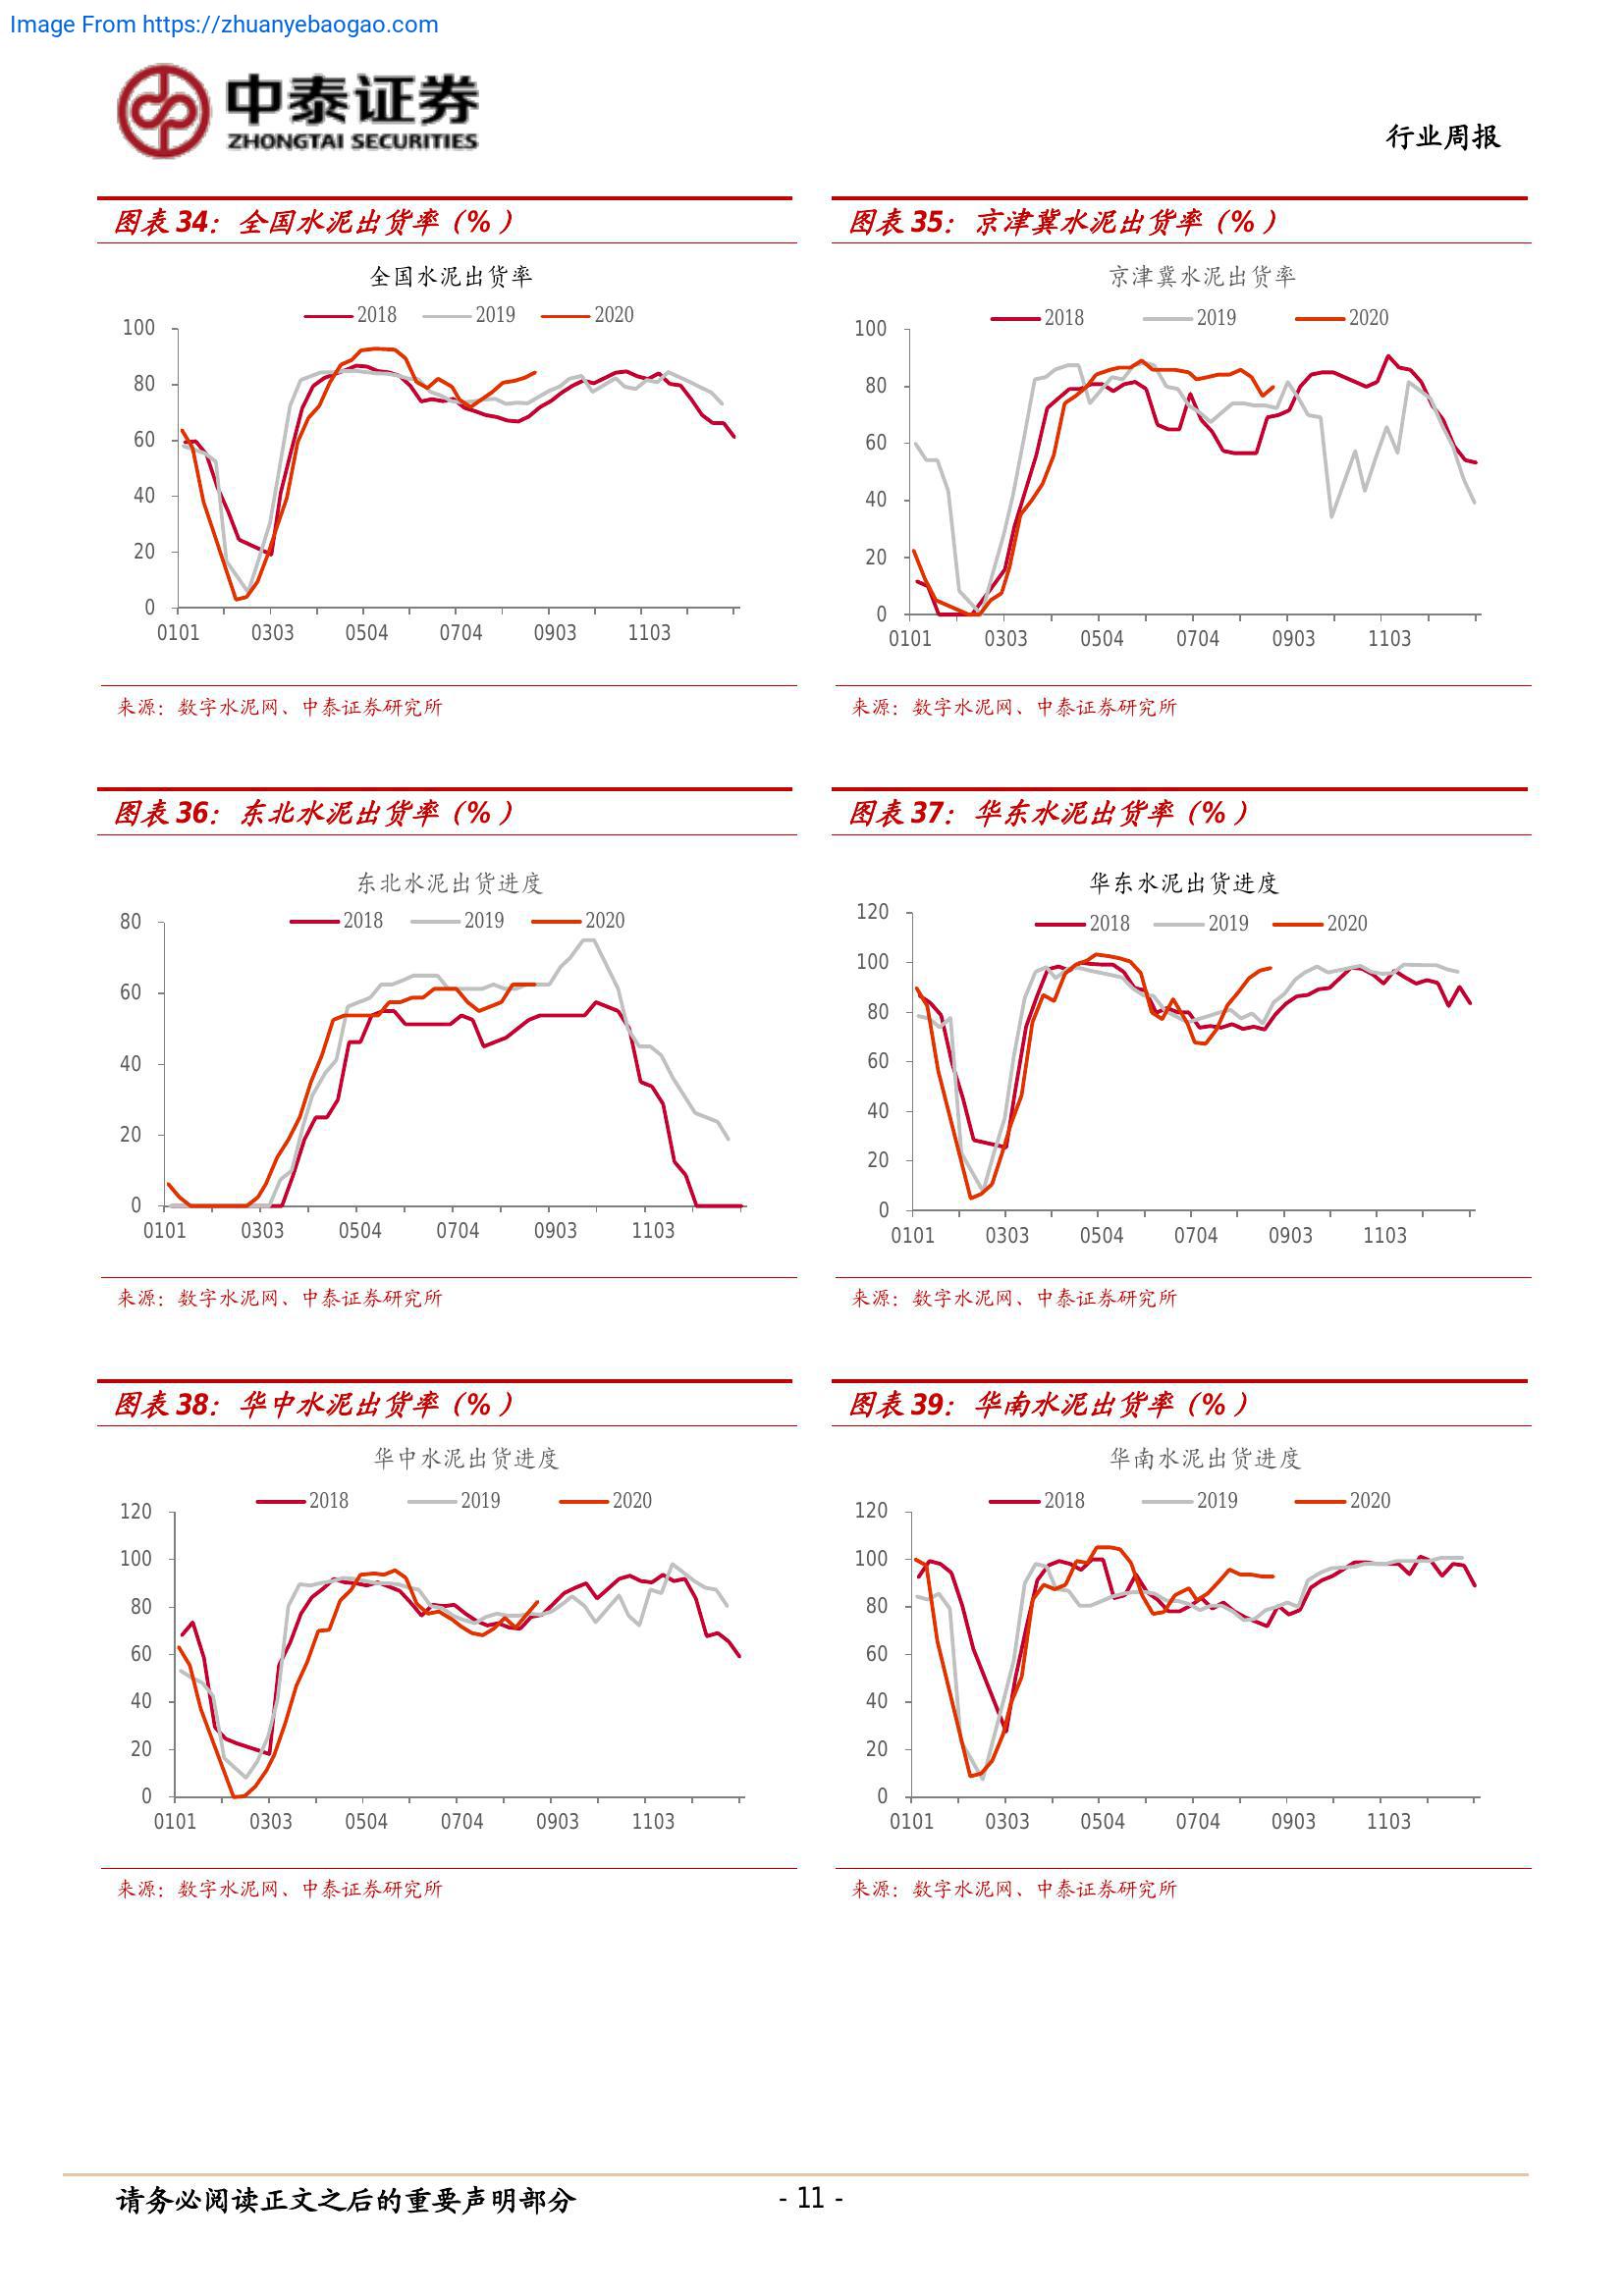 Image From https://zhuanyebaogao.com
中泰证券
ZHONGTAI SECURITIES
行业周报
图表 34：全国水泥出货率（%）
全国水泥出货率
2018 2019 2020
100
80
60
40
20
0
0101 0303 0504 0704 0903 1103
来源：数字水泥网、中泰证券研究所
图表 35：京津冀水泥出货率（%）
京津冀水泥出货率
2018 2019 2020
100
80
60
40
20
0
0101 0303 0504 0704 0903 1103
来源：数字水泥网、中泰证券研究所
图表 36：东北水泥出货率（%）
东北水泥出货进度
2018 2019 2020
80
60
40
20
0
0101 0303 0504 0704 0903 1103
来源：数字水泥网、中泰证券研究所
图表 37：华东水泥出货率（%）
华东水泥出货进度
2018 2019 2020
120
100
80
60
40
20
0
0101 0303 0504 0704 0903 1103
来源：数字水泥网、中泰证券研究所
图表 38：华中水泥出货率（%）
华中水泥出货进度
2018 2019 2020
120
100
80
60
40
20
0
0101 0303 0504 0704 0903 1103
来源：数字水泥网、中泰证券研究所
图表 39：华南水泥出货率（%）
华南水泥出货进度
2018 2019 2020
120
100
80
60
40
20
0
0101 0303 0504 0704 0903 1103
来源：数字水泥网、中泰证券研究所
请务必阅读正文之后的重要声明部分
- 11 -